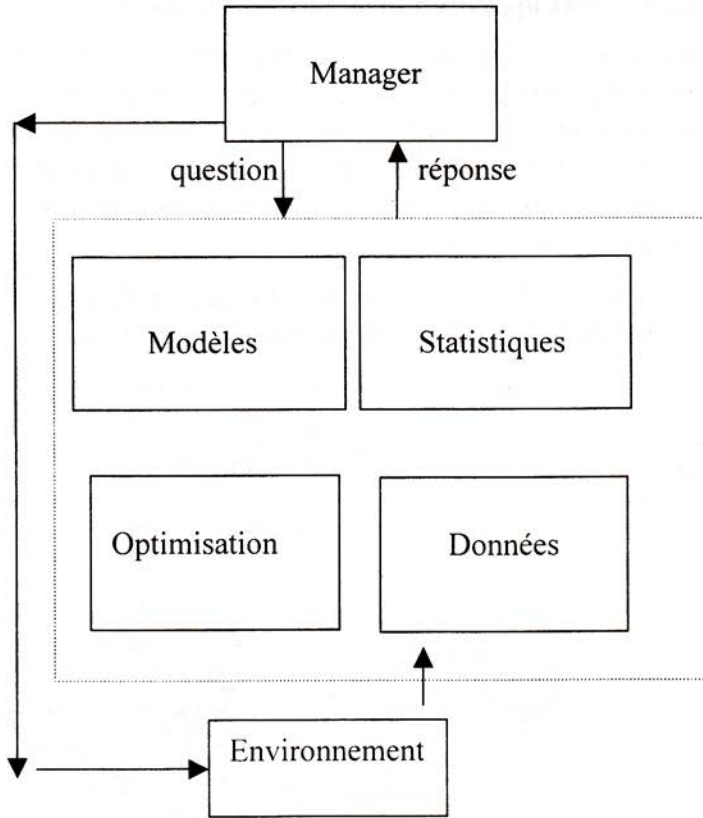 Manager
question
réponse
Modèles
Statistiques
Optimisation
Données
Environnement